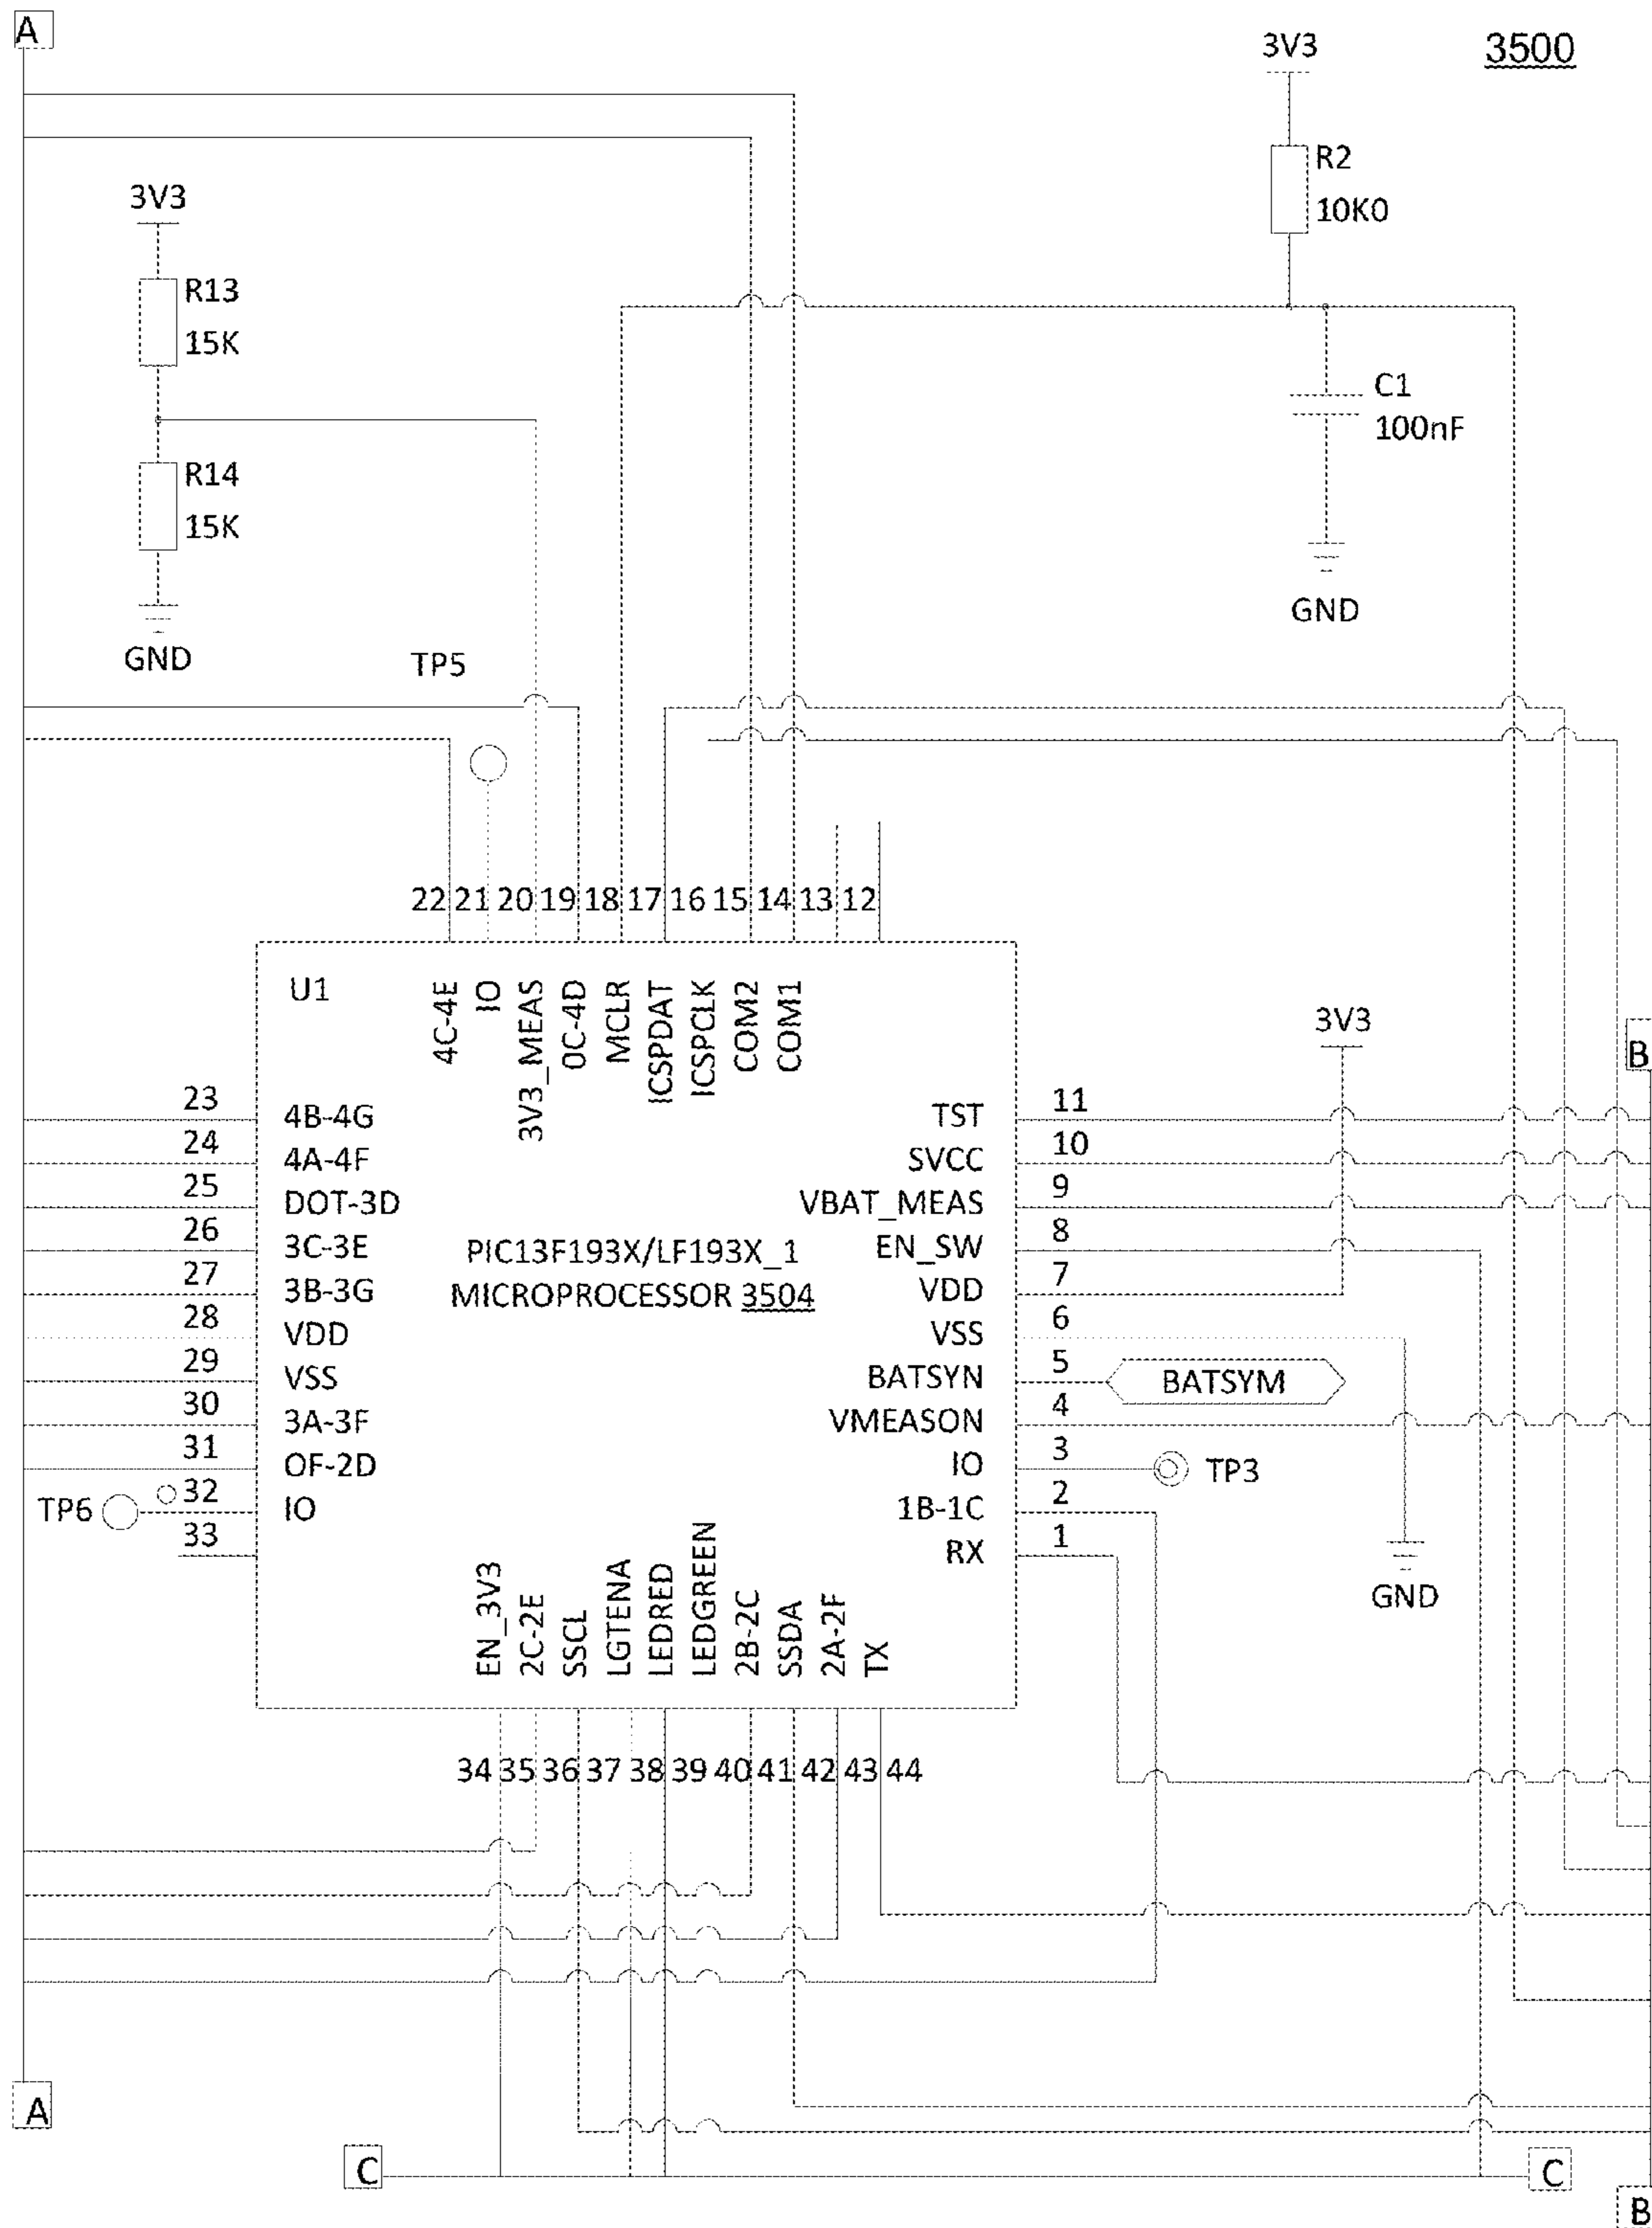 A
3V3
3500
R2
10K0
3V3
R13
15K
C1
100nF
R14
15K
GND
GND
TP5
22 21 20 19 18 17 16 15 14 13 12
U1
4C-4E
IO
3V3_MEAS
0C-4D
MCLR
ICSPDAT
ICSPCLK
COM2
COM1
3V3
B
23
4B-4G
TST
11
24
4A-4F
SVCC
10
25
DOT-3D
VBAT_MEAS
9
26
3C-3E
PIC13F193X/LF193X_1
EN_SW
8
27
3B-3G
MICROPROCESSOR 3504
VDD
7
28
VDD
VSS
6
29
VSS
BATSYN
5
BATSYM
30
3A-3F
VMEASON
4
31
OF-2D
IO
3
TP3
TP6
32
IO
1B-1C
2
33
RX
1
GND
EN_3V3
2C-2E
SSCL
LGTENA
LEDRED
LEDGREEN
2B-2C
SSDA
2A-2F
TX
34 35 36 37 38 39 40 41 42 43 44
A
C
C
B